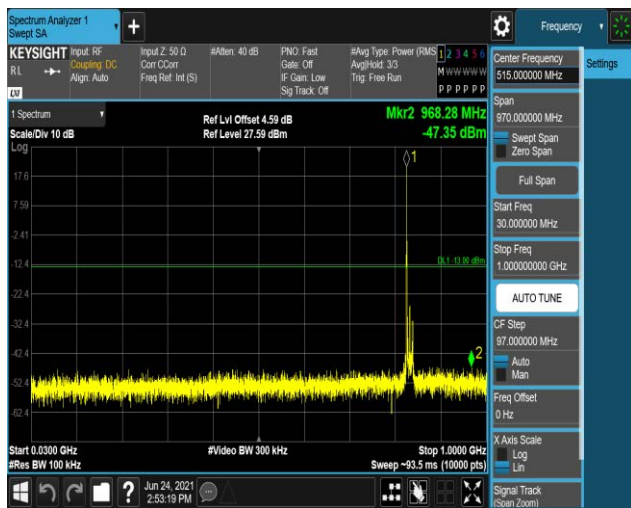 Spectrum Analyzer 1
Swept SA
+
Frequency
KEYSIGHT
RL
LXI
Input: RF
Coupling: DC
Align: Auto
Input Z: 50 Ω
Corr CCorr
Freq Ref: Int (S)
#Atten: 40 dB
PNO: Fast
Gate: Off
IF Gain: Low
Sig Track: Off
#Avg Type: Power (RMS
Avg|Hold: 3/3
Trig: Free Run
1 2 3 4 5 6
M W W W W W
P P P P P P
1 Spectrum
Scale/Div 10 dB
Log
Ref Lvl Offset 4.59 dB
Ref Level 27.59 dBm
Mkr2 968.28 MHz
-47.35 dBm
1
17.6
7.59
-2.41
-12.4
DL1 -13.00 dBm
-22.4
-32.4
-42.4
2
-52.4
-62.4
Start 0.0300 GHz
#Res BW 100 kHz
#Video BW 300 kHz
Stop 1.0000 GHz
Sweep ~93.5 ms (10000 pts)
?
Jun 24, 2021
2:53:19 PM
Center Frequency
515.000000 MHz
Settings
Span
970.000000 MHz
Swept Span
Zero Span
Full Span
Start Freq
30.000000 MHz
Stop Freq
1.000000000 GHz
AUTO TUNE
CF Step
97.000000 MHz
Auto
Man
Freq Offset
0 Hz
X Axis Scale
Log
Lin
Signal Track
(Span Zoom)